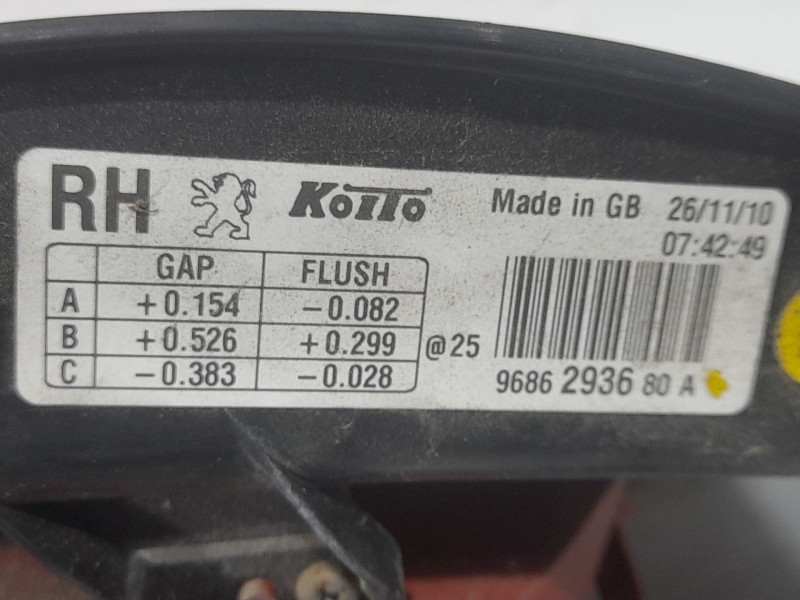 RH KOITO Made in GB 26/11/10
07:42:49
GAP FLUSH
A +0.154 -0.082
B +0.526 +0.299 @25
C -0.383 -0.028
9686 2936 80 A